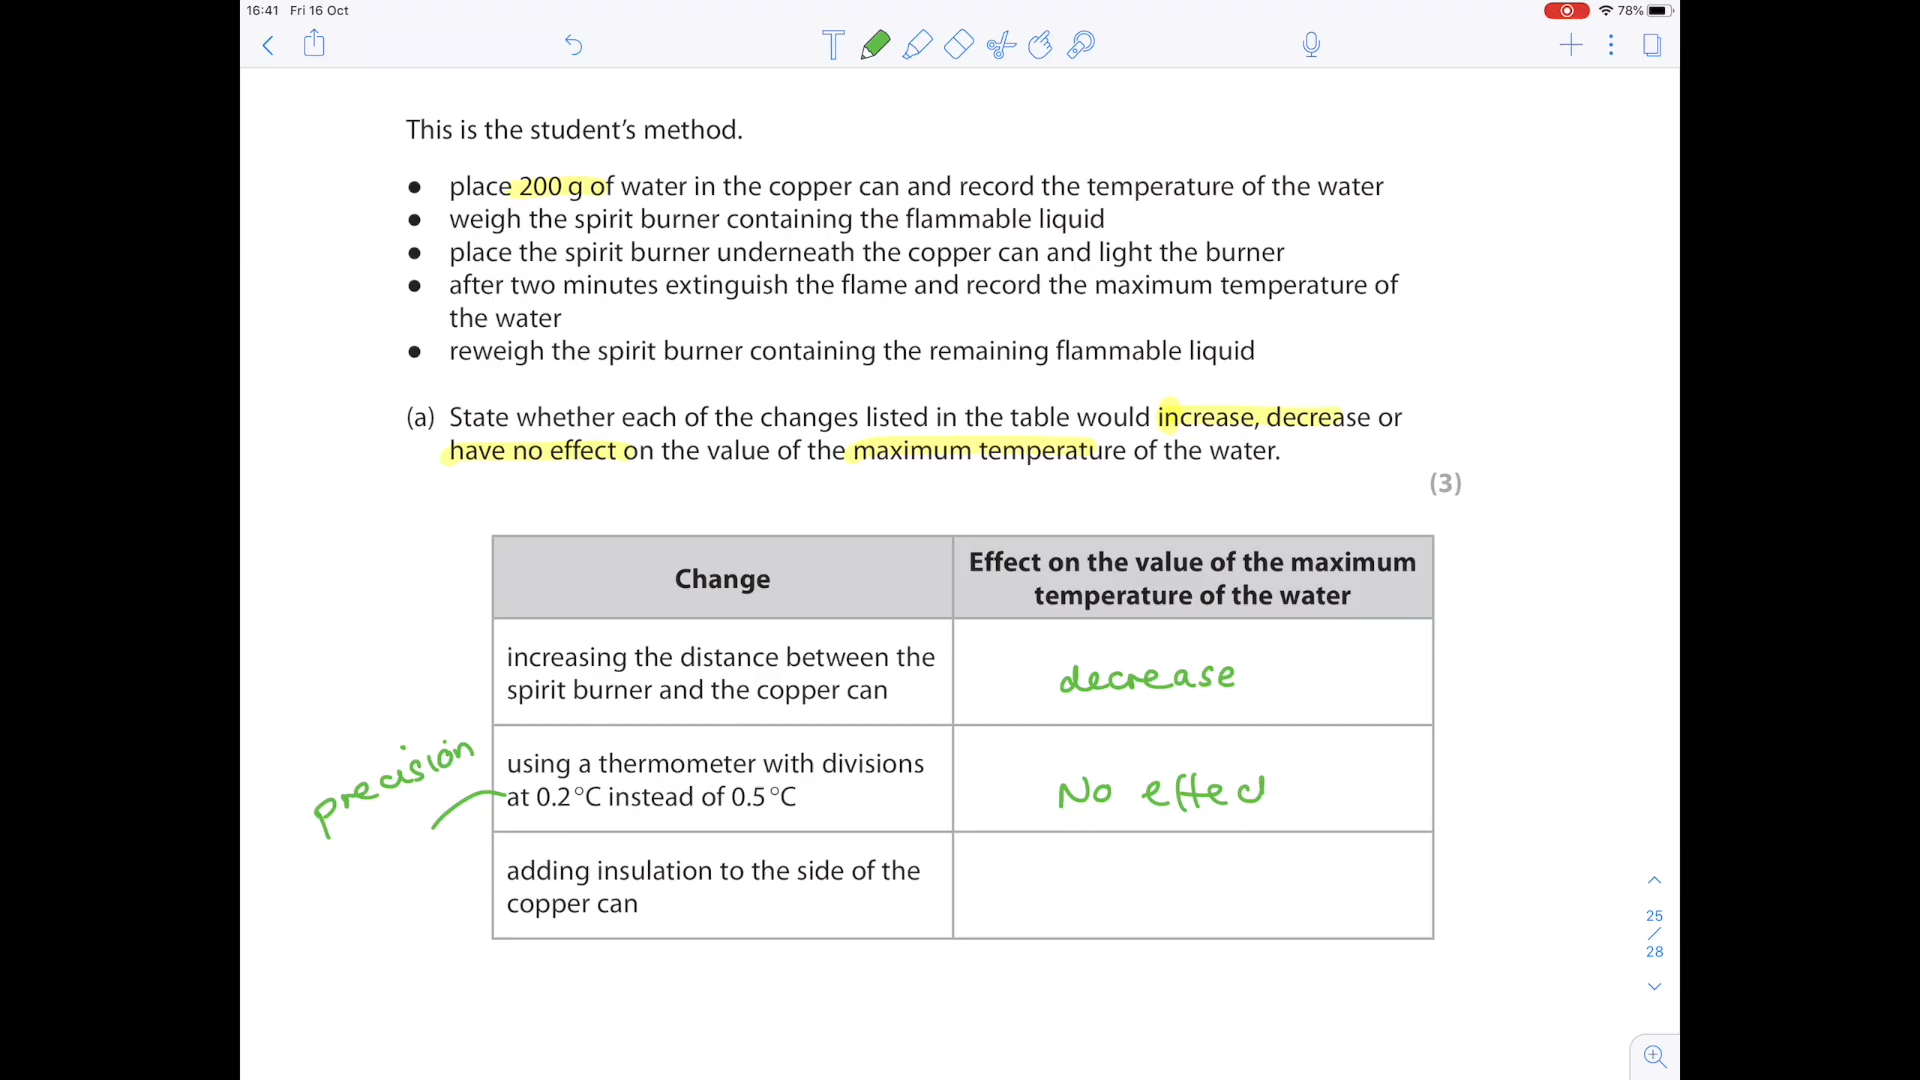 16:41 Fri 16 Oct
78%
T
This is the student's method.
● place 200 g of water in the copper can and record the temperature of the water
● weigh the spirit burner containing the flammable liquid
● place the spirit burner underneath the copper can and light the burner
● after two minutes extinguish the flame and record the maximum temperature of
the water
● reweigh the spirit burner containing the remaining flammable liquid
(a) State whether each of the changes listed in the table would increase, decrease or
have no effect on the value of the maximum temperature of the water.
(3)
Change
Effect on the value of the maximum
temperature of the water
increasing the distance between the
spirit burner and the copper can
decrease
precision
using a thermometer with divisions
at 0.2 °C instead of 0.5 °C
No effec
adding insulation to the side of the
copper can
25
/
28